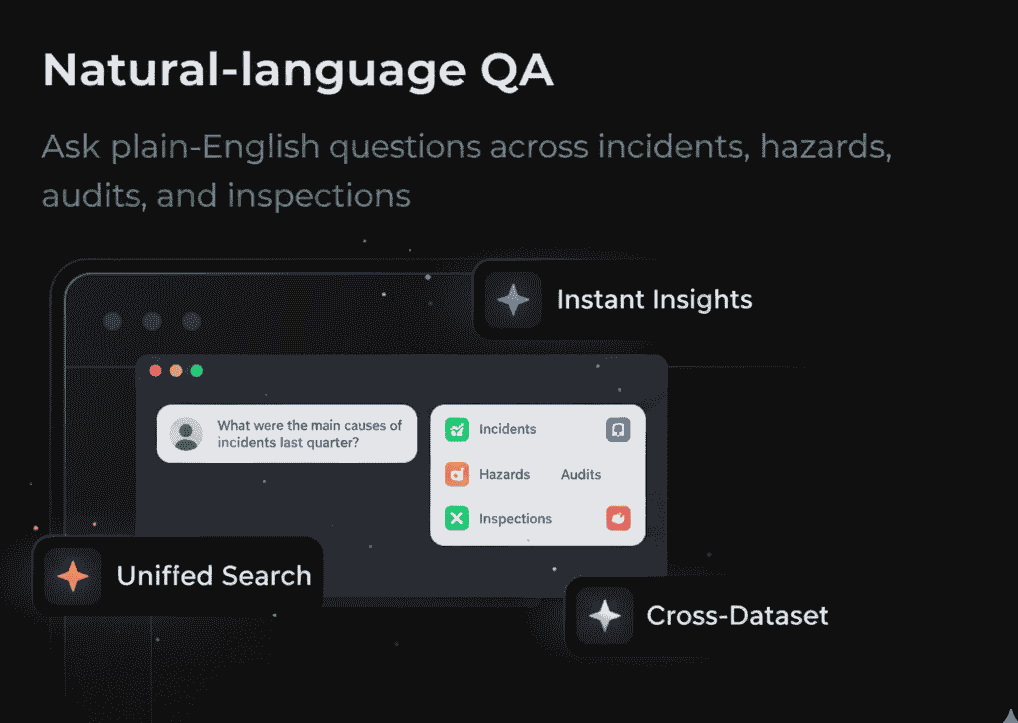 Natural-language QA
Ask plain-English questions across incidents, hazards,
audits, and inspections
Instant Insights
What were the main causes of
incidents last quarter?
Incidents
Hazards Audits
Inspections
Uniffed Search
Cross-Dataset